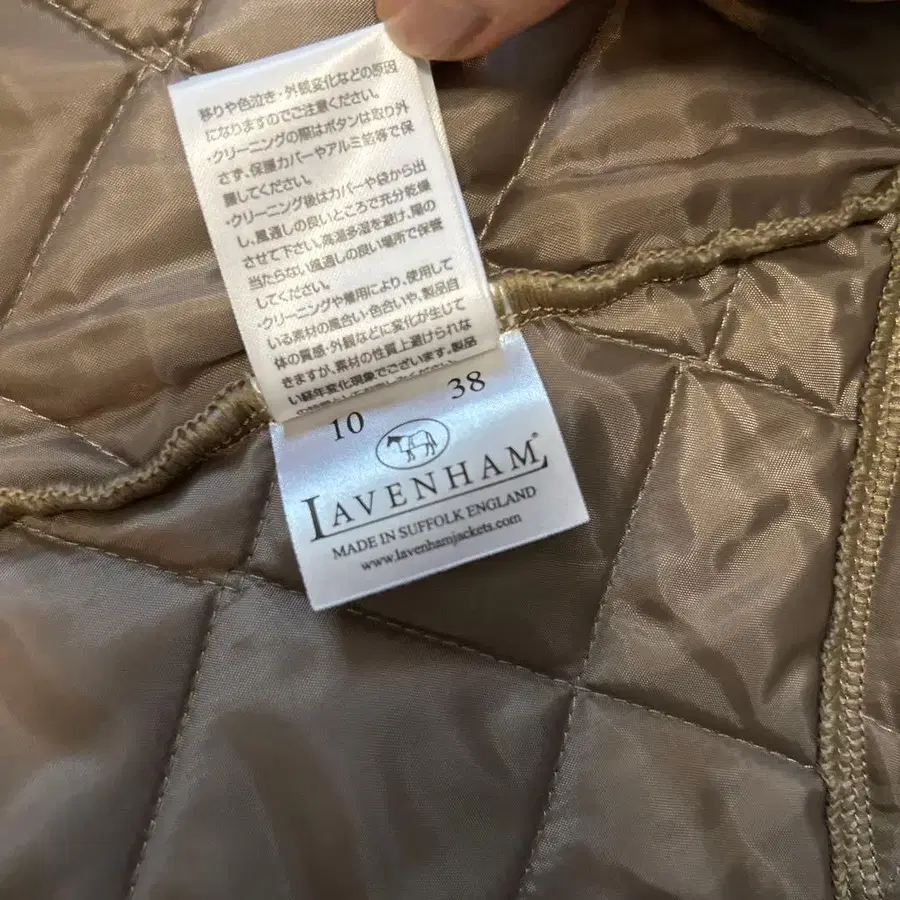 移りや色泣き・外観変化などの原因
になりますのでご注意ください。
・クリーニングの際はボタンは取り外
さず、保護カバーやアルミ箔等で保
護してください。
・クリーニング後はカバーや袋から出
し、風通しの良いところで充分乾燥
させて下さい。高温多湿を避け、陽の
当たらない風通しの良い場所で保管
してください。
・クリーニングや着用により、使用して
いる素材の風合い・色合いや、製品自
体の質感・外観などに変化が生じて
きますが、素材の性質上避けられな
い経年変化現象でございます。製品
10 38
LAVENHAM®
MADE IN SUFFOLK ENGLAND
www.lavenhamjackets.com